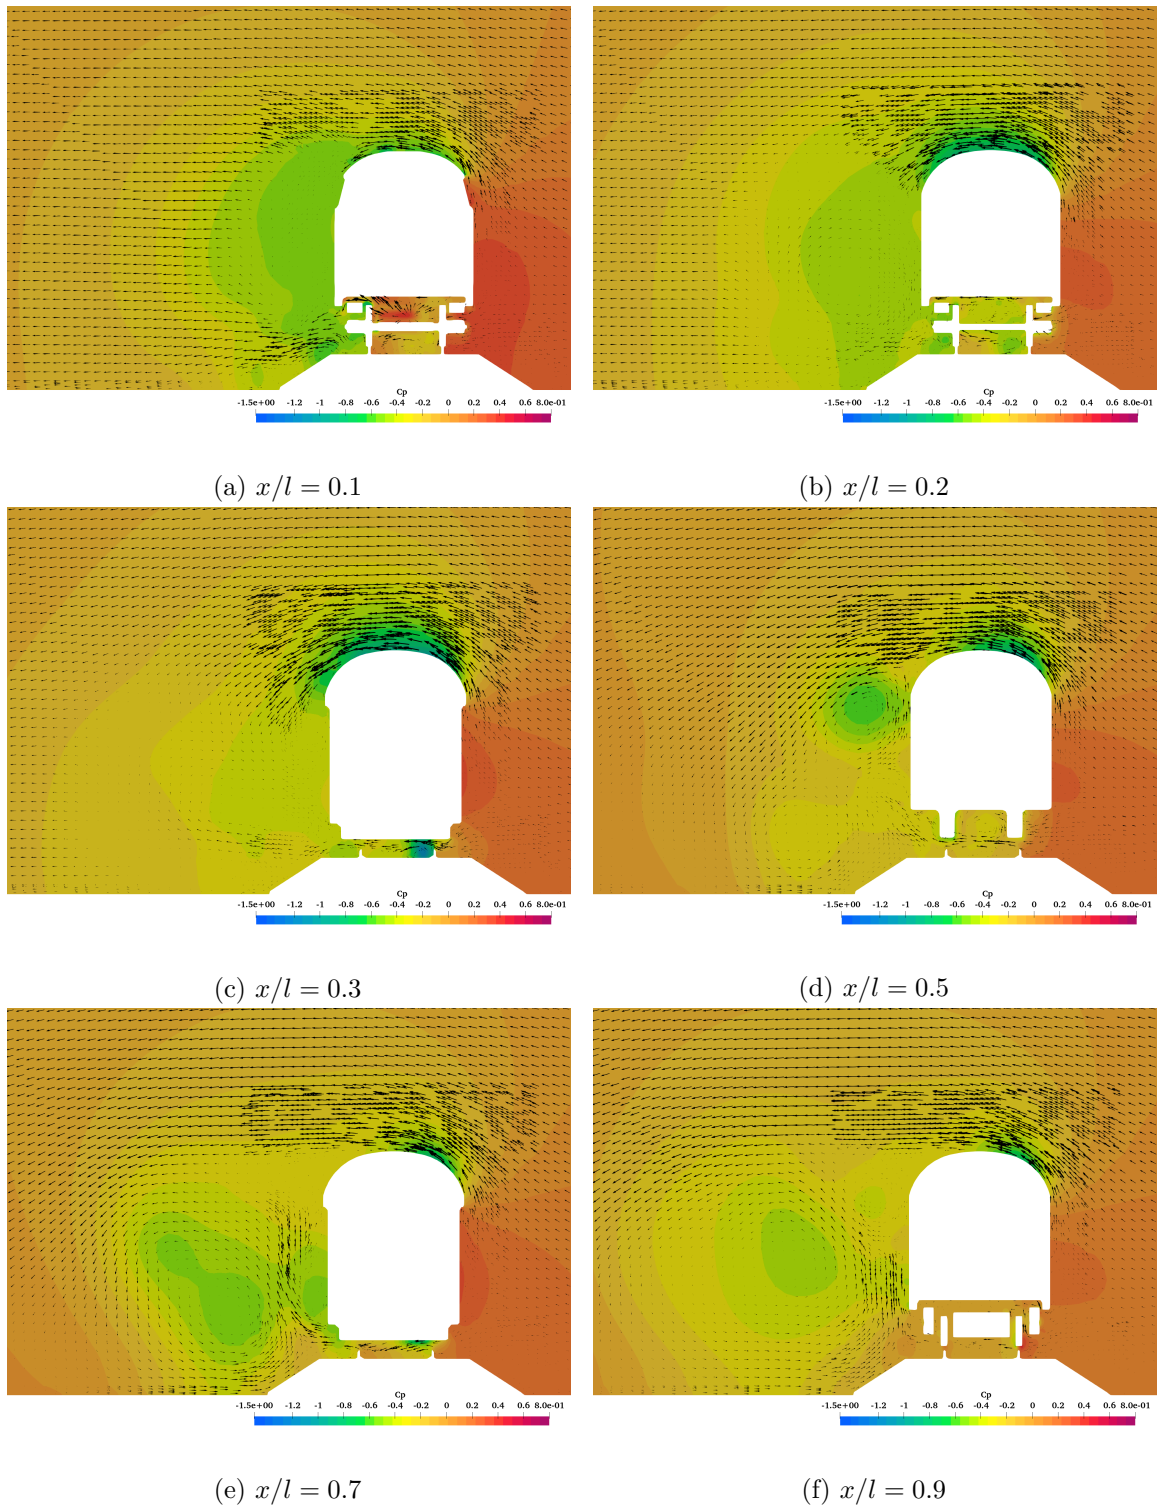 Cp
-1.5e+00 -1.2 -1 -0.8 -0.6 -0.4 -0.2 0 0.2 0.4 0.6 8.0e-01
Cp
-1.5e+00 -1.2 -1 -0.8 -0.6 -0.4 -0.2 0 0.2 0.4 0.6 8.0e-01
(a) x/l = 0.1
(b) x/l = 0.2
Cp
-1.5e+00 -1.2 -1 -0.8 -0.6 -0.4 -0.2 0 0.2 0.4 0.6 8.0e-01
Cp
-1.5e+00 -1.2 -1 -0.8 -0.6 -0.4 -0.2 0 0.2 0.4 0.6 8.0e-01
(c) x/l = 0.3
(d) x/l = 0.5
Cp
-1.5e+00 -1.2 -1 -0.8 -0.6 -0.4 -0.2 0 0.2 0.4 0.6 8.0e-01
Cp
-1.5e+00 -1.2 -1 -0.8 -0.6 -0.4 -0.2 0 0.2 0.4 0.6 8.0e-01
(e) x/l = 0.7
(f) x/l = 0.9